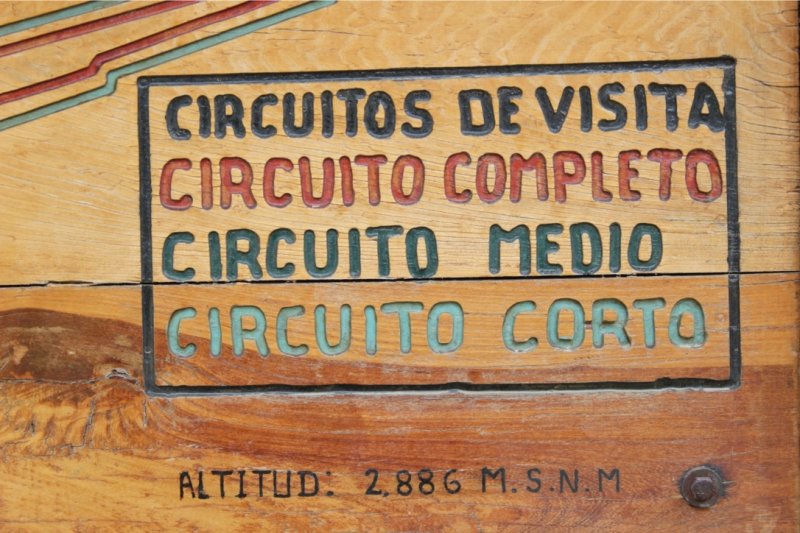 CIRCUITOS DE VISITA
CIRCUITO COMPLETO
CIRCUITO MEDIO
CIRCUITO CORTO
ALTITUD: 2,886 M.S.N.M